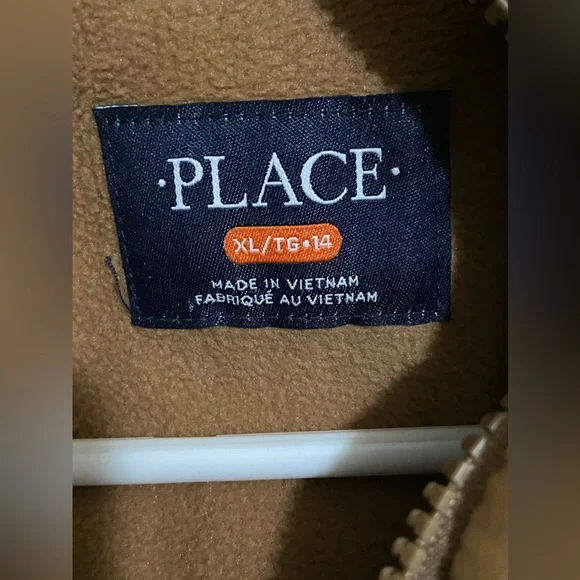 ·PLACE·
XL/TG•14
MADE IN VIETNAM
FABRIQUÉ AU VIETNAM